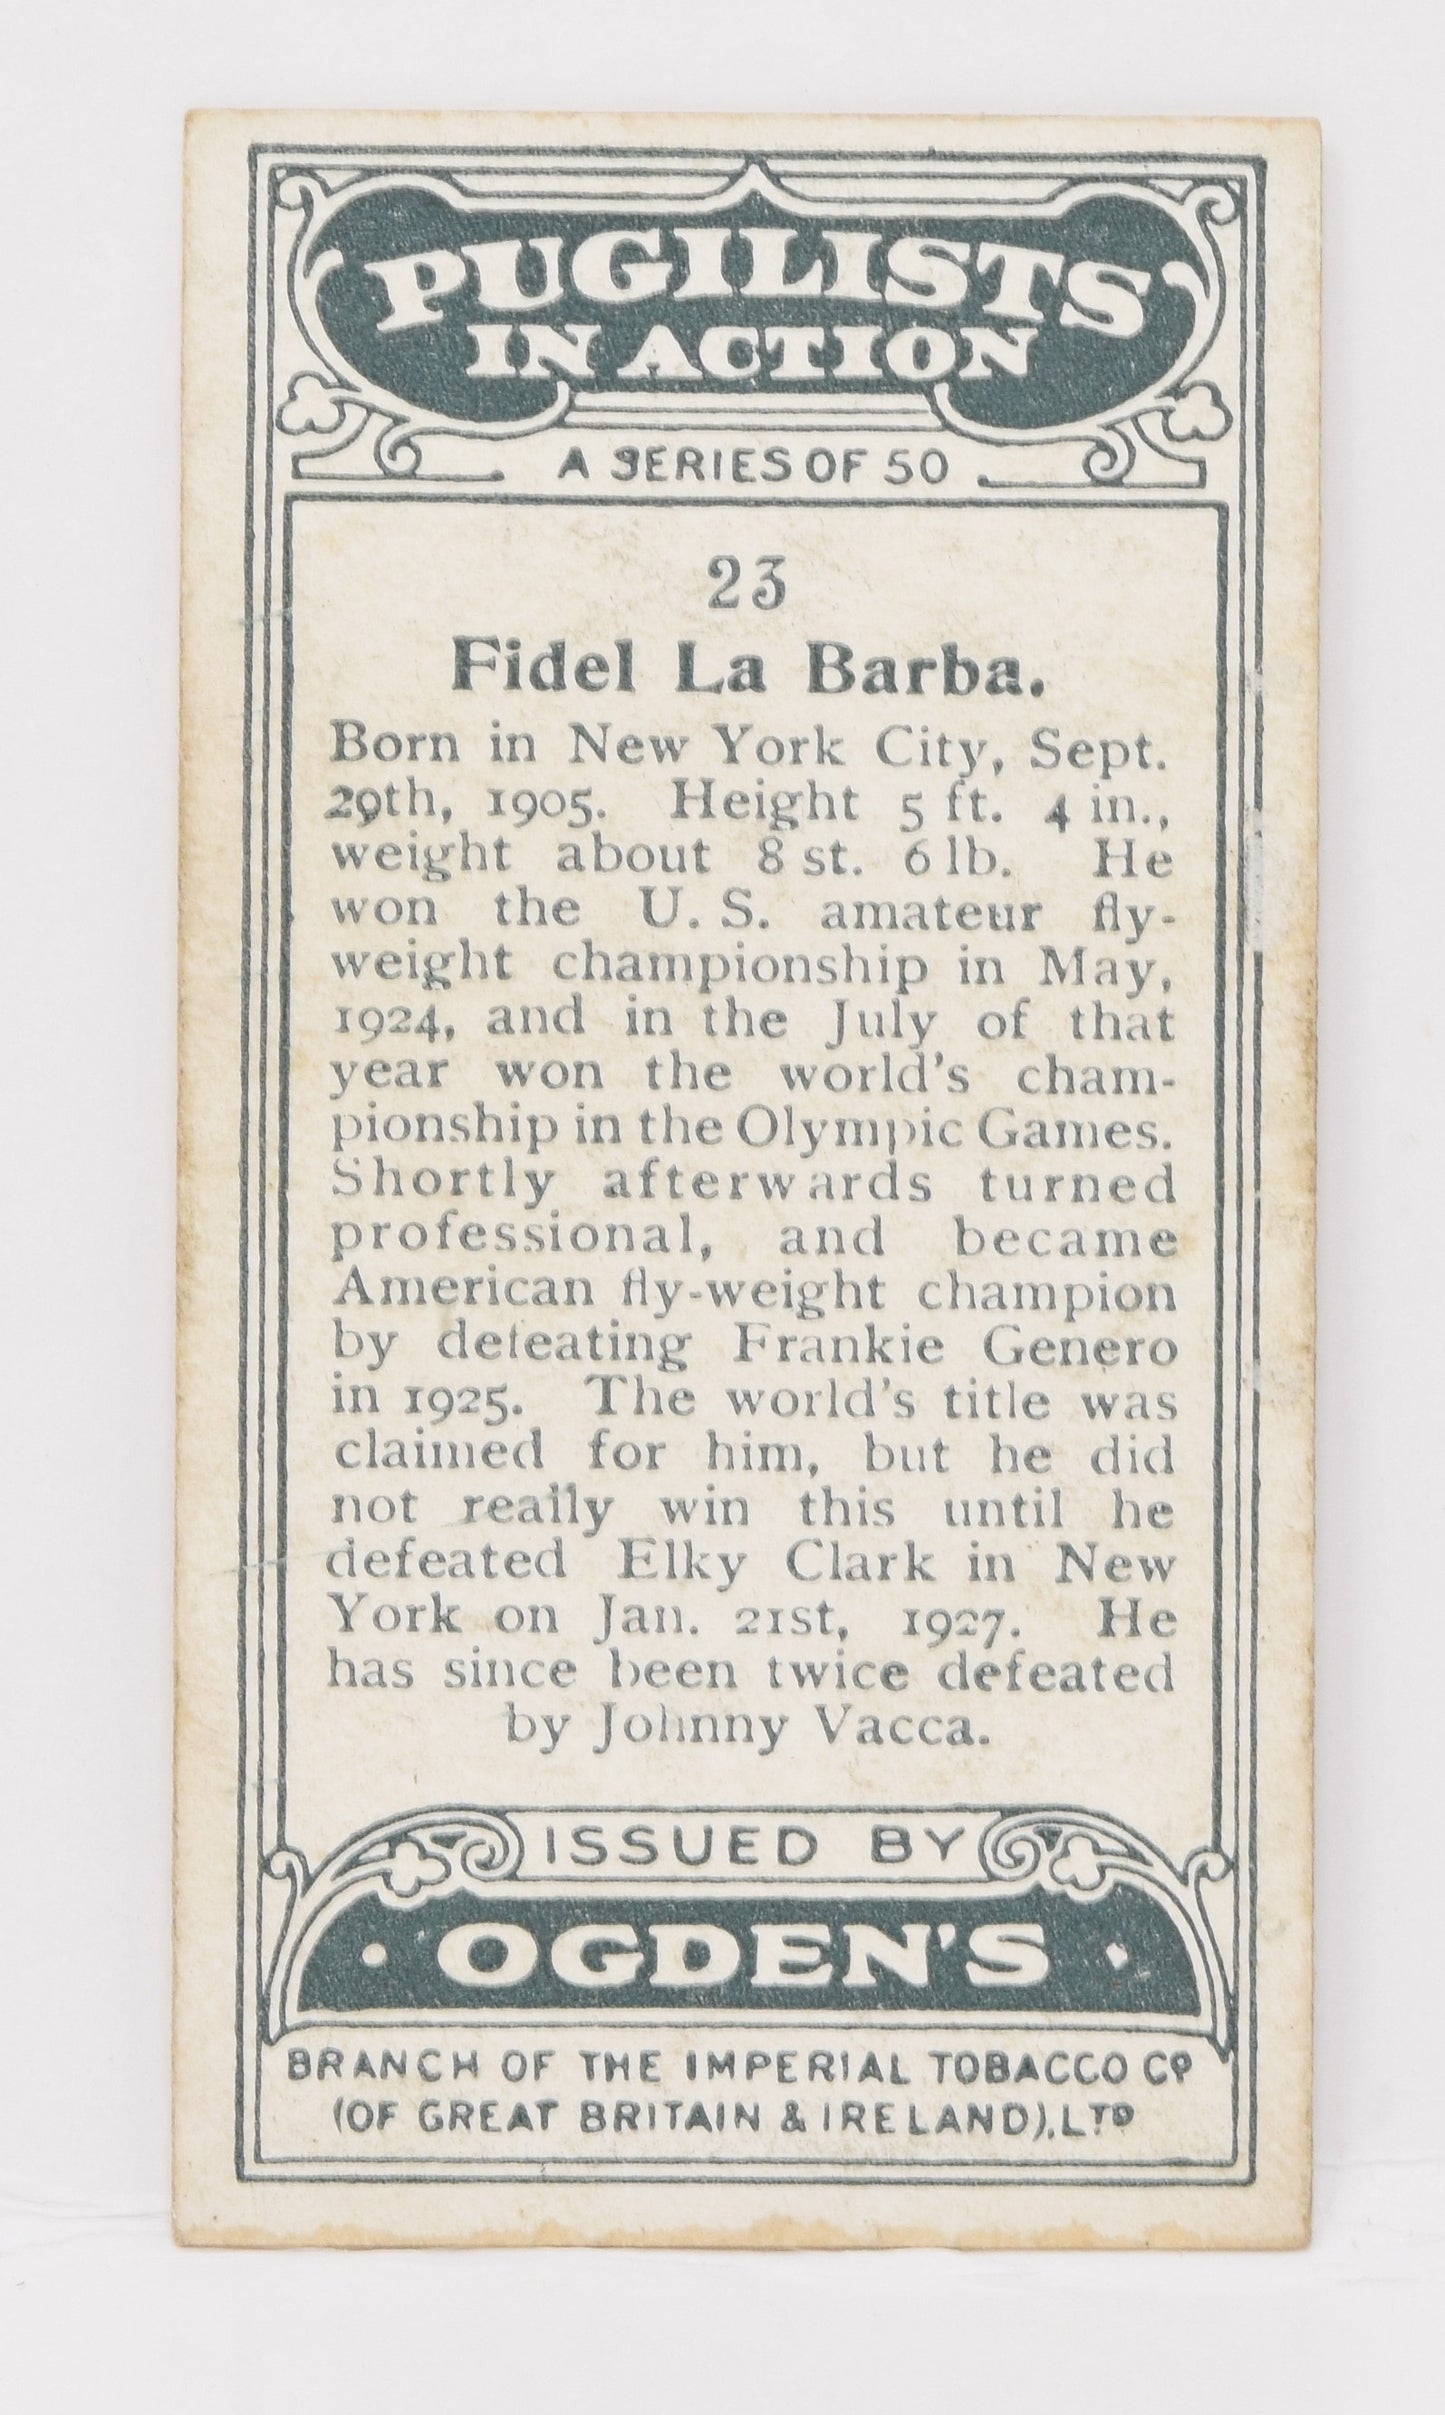 PUGILISTS
IN ACTION
A SERIES OF 50
23
Fidel La Barba.
Born in New York City, Sept.
29th, 1905. Height 5 ft. 4 in.,
weight about 8 st. 6 lb. He
won the U. S. amateur fly-
weight championship in May,
1924, and in the July of that
year won the world's cham-
pionship in the Olympic Games.
Shortly afterwards turned
professional, and became
American fly-weight champion
by defeating Frankie Genero
in 1925. The world's title was
claimed for him, but he did
not really win this until he
defeated Elky Clark in New
York on Jan. 21st, 1927. He
has since been twice defeated
by Johnny Vacca.
ISSUED BY
· OGDEN'S ·
BRANCH OF THE IMPERIAL TOBACCO CO
(OF GREAT BRITAIN & IRELAND), LTD